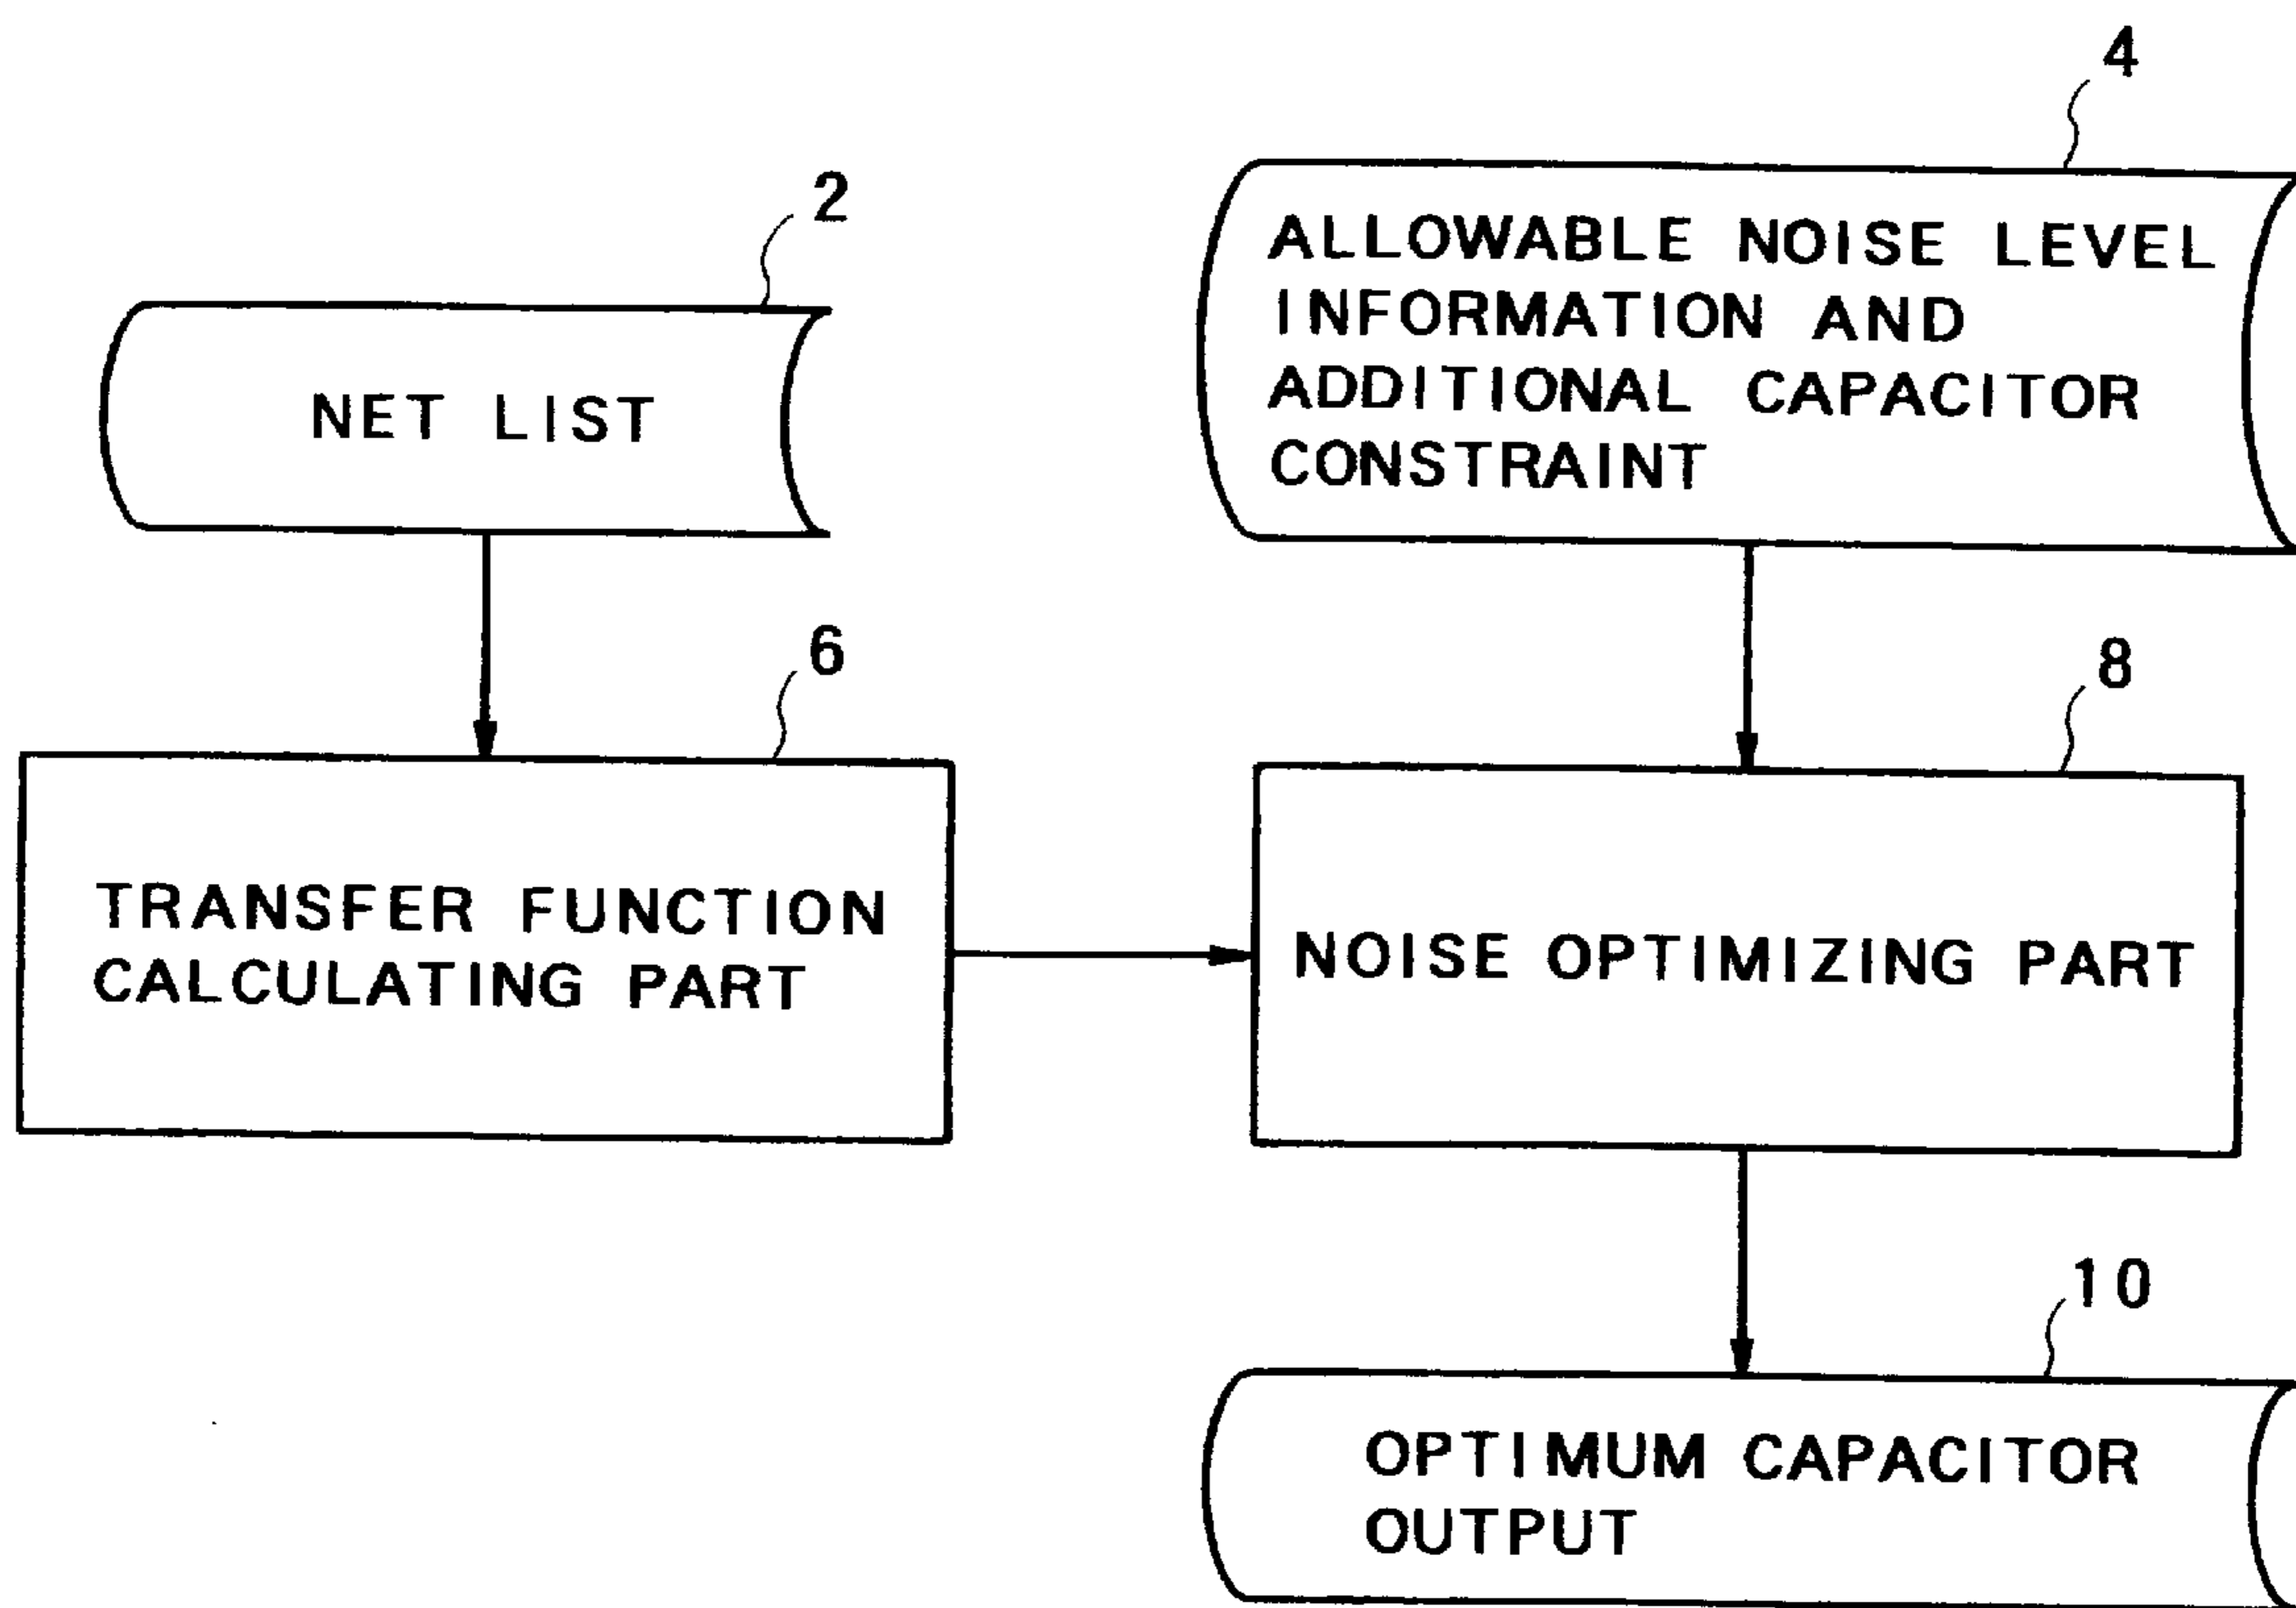 4
2
ALLOWABLE NOISE LEVEL
INFORMATION AND
ADDITIONAL CAPACITOR
CONSTRAINT
NET LIST
6
8
TRANSFER FUNCTION
CALCULATING PART
NOISE OPTIMIZING PART
10
OPTIMUM CAPACITOR
OUTPUT